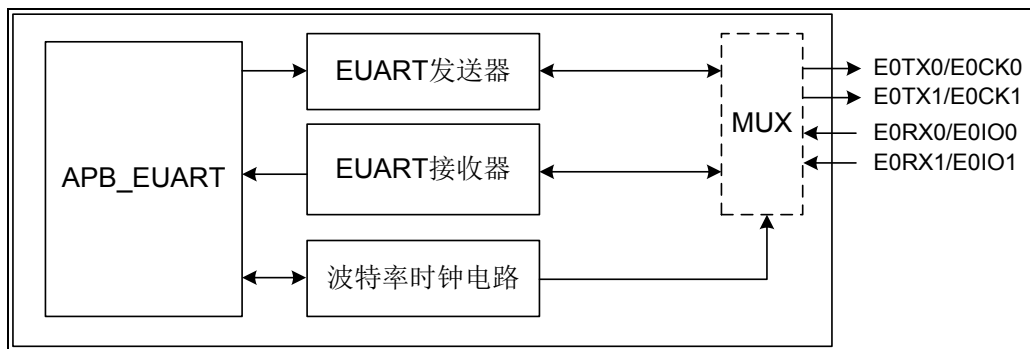 APB_EUART
EUART发送器
EUART接收器
波特率时钟电路
MUX
E0TX0/E0CK0
E0TX1/E0CK1
E0RX0/E0IO0
E0RX1/E0IO1